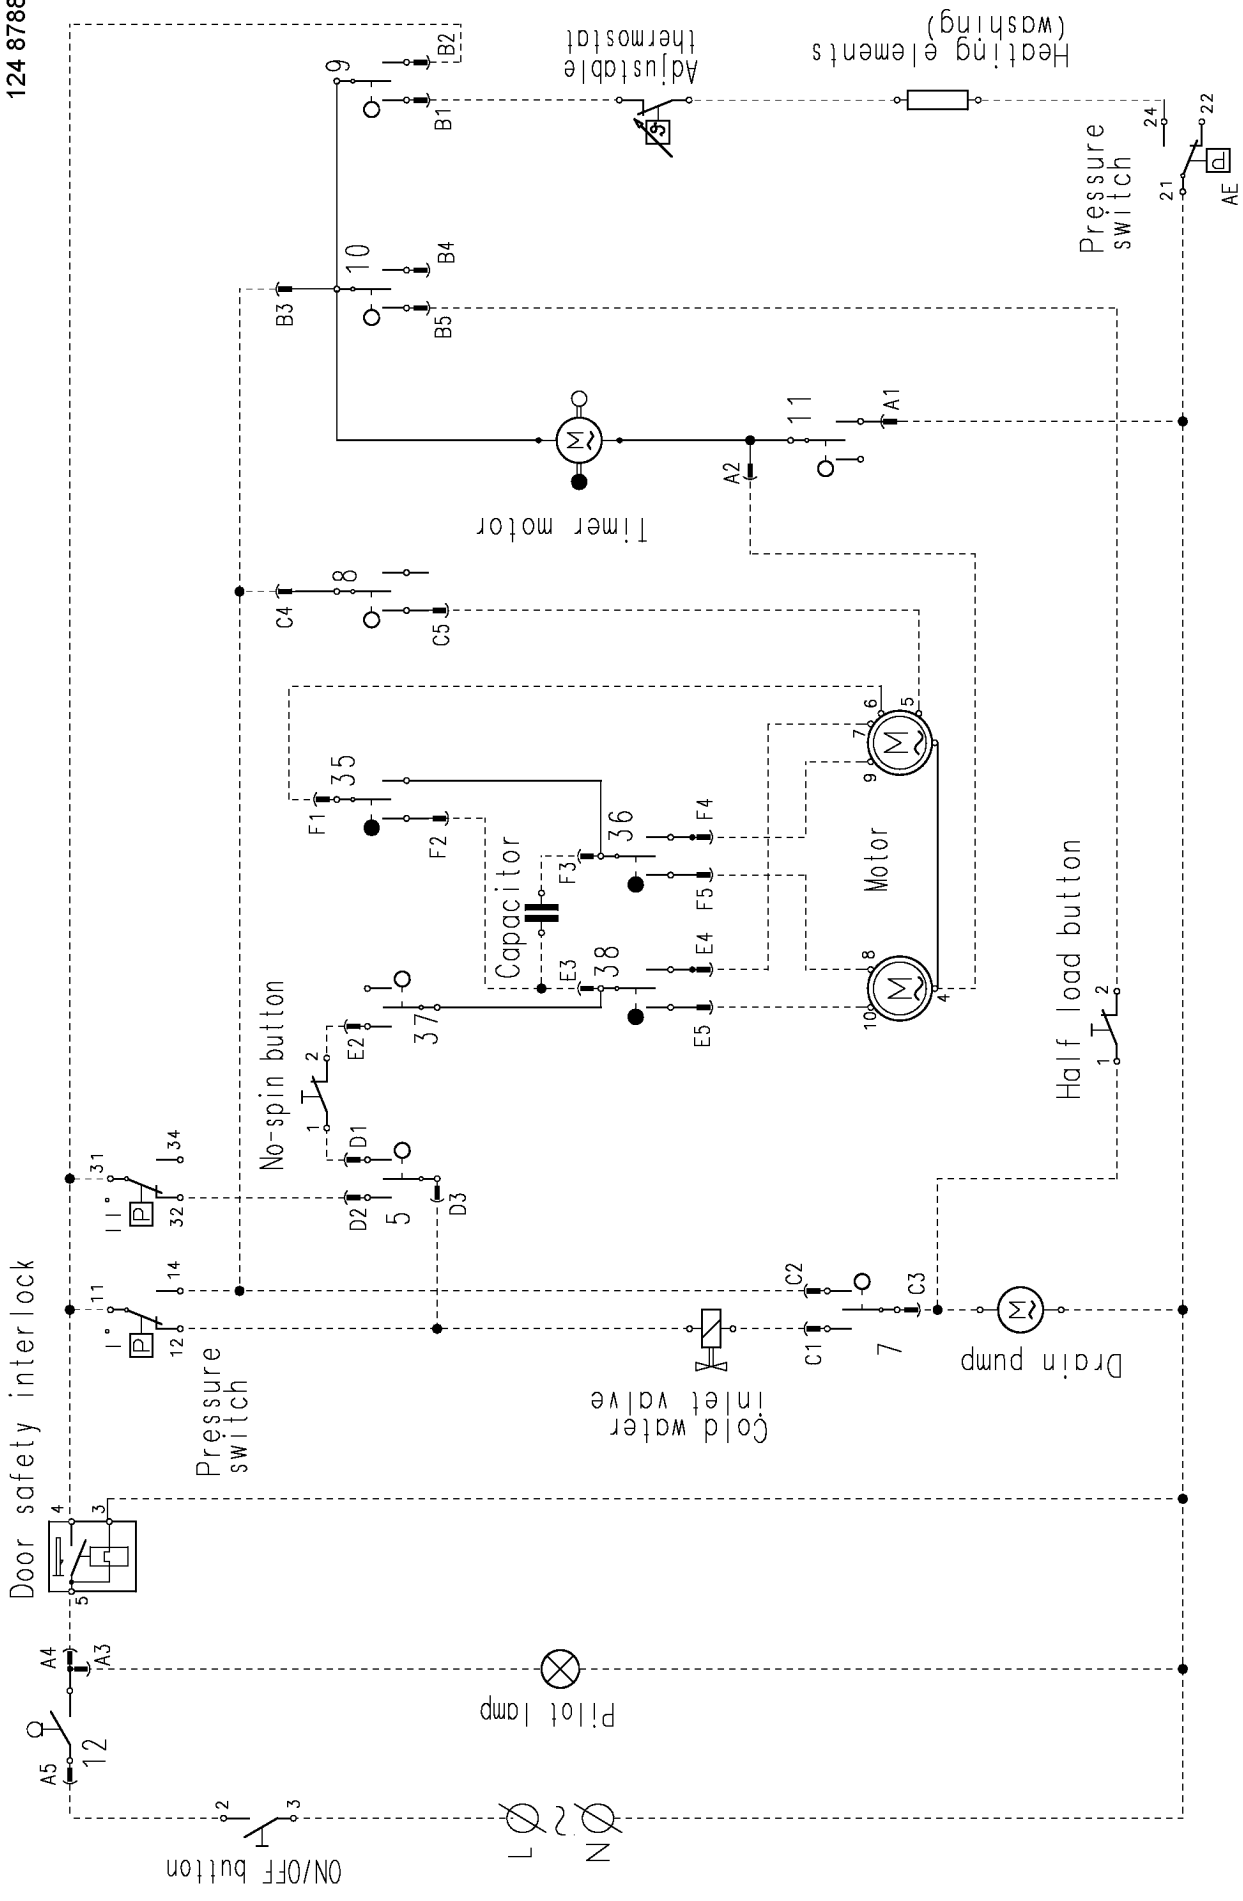 124 8788
Door safety interlock
5
4
3
A4
A3
A5
12
ON/OFF button
2
3
L
N
Pilot lamp
Pressure
switch
I°
P
11
12
14
II°
P
31
32
34
No-spin button
1
2
D1
D2
D3
5
E2
37
Cold water
inlet valve
C1
C2
C3
7
Drain pump
M
Capacitor
E3
38
E4
E5
F3
36
F4
F5
F1
35
F2
C4
8
C5
Motor
M
10
8
4
M
9
7
6
5
Timer motor
M
A2
11
A1
B3
10
B4
B5
9
B2
B1
Adjustable
thermostat
Heating elements
(washing)
Half load button
1
2
Pressure
switch
24
22
21
P
AE